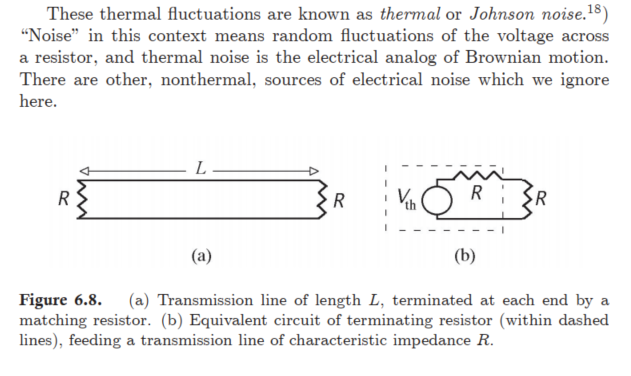 These thermal fluctuations are known as thermal or Johnson noise.18)
“Noise” in this context means random fluctuations of the voltage across
a resistor, and thermal noise is the electrical analog of Brownian motion.
There are other, nonthermal, sources of electrical noise which we ignore
here.
L
R
R
Vth
R
R
(a)
(b)
Figure 6.8. (a) Transmission line of length L, terminated at each end by a
matching resistor. (b) Equivalent circuit of terminating resistor (within dashed
lines), feeding a transmission line of characteristic impedance R.